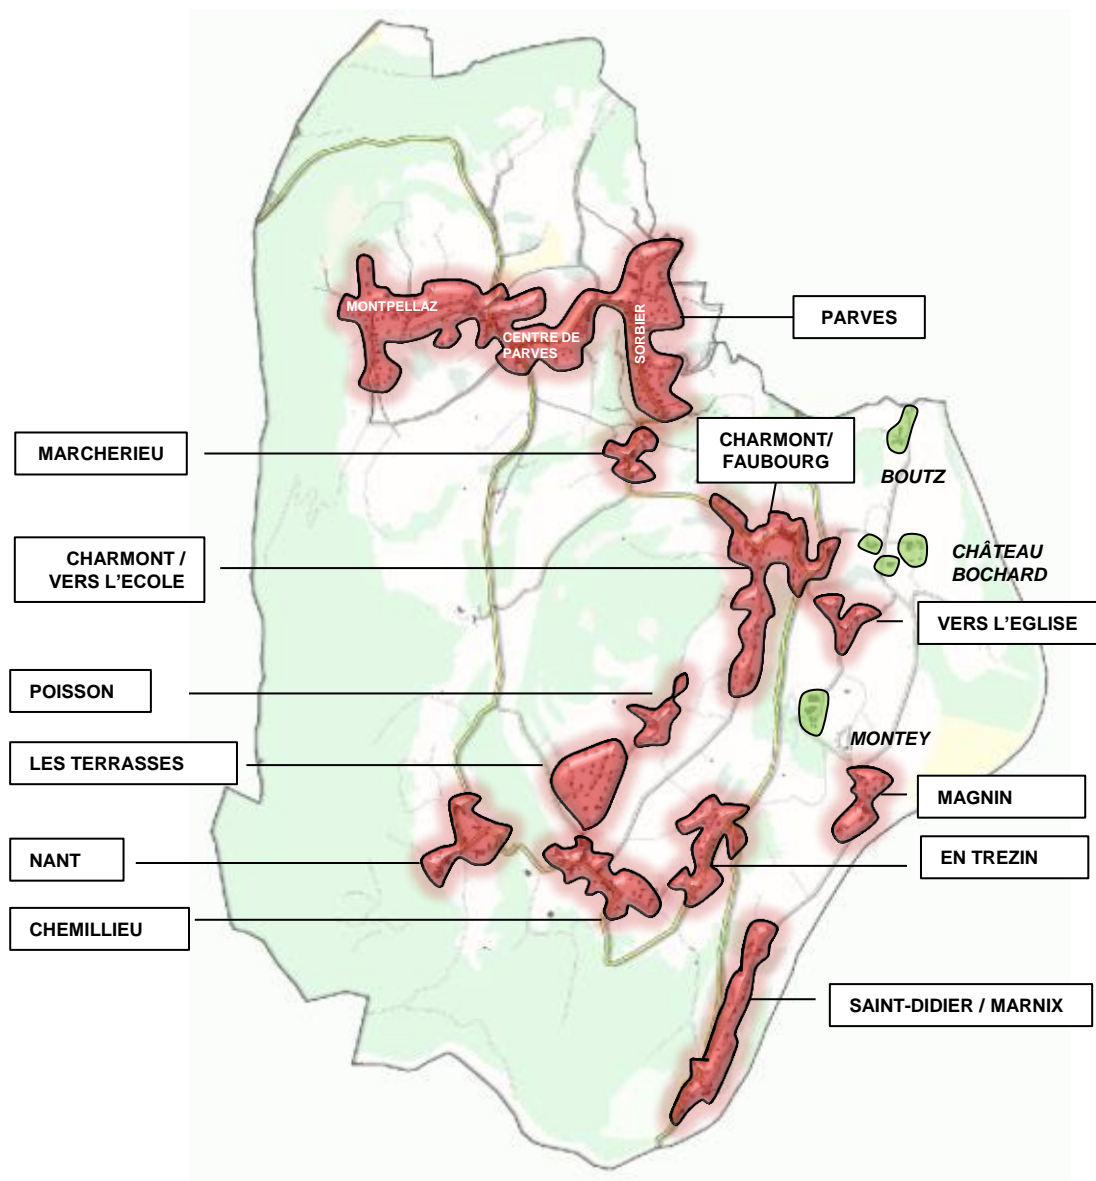 MONTPELLAZ
CENTRE DE
PARVES
SORBIER
PARVES
MARCHERIEU
CHARMONT/
FAUBOURG
BOUTZ
CHARMONT /
VERS L'ECOLE
CHÂTEAU
BOCHARD
VERS L'EGLISE
POISSON
MONTEY
LES TERRASSES
MAGNIN
NANT
EN TREZIN
CHEMILLIEU
SAINT-DIDIER / MARNIX